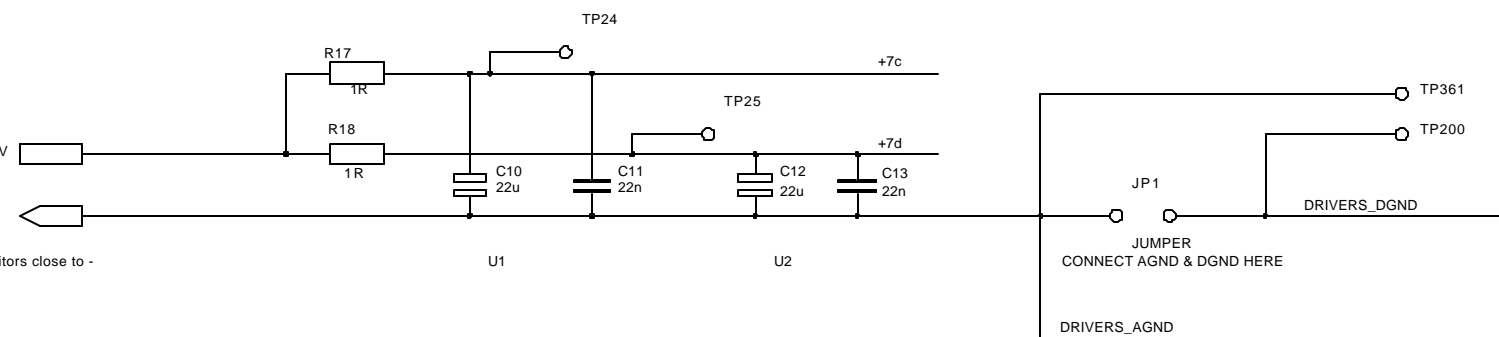 TP24
R17
1R
+7c
TP361
TP25
TP200
R18
1R
+7d
V
C10
22u
C11
22n
C12
22u
C13
22n
JP1
DRIVERS_DGND
JUMPER
CONNECT AGND & DGND HERE
itors close to -
U1
U2
DRIVERS_AGND